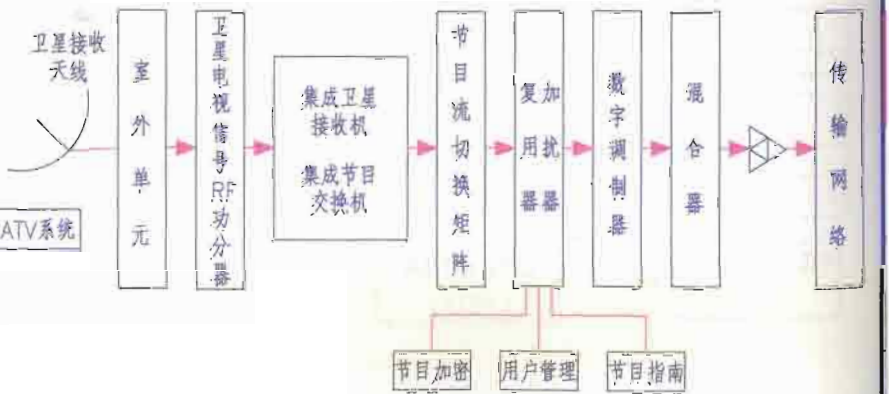 卫星接收
天线
ATV系统
室外单元
卫星电视信号RF功分器
集成卫星
接收机
集成节目
交换机
节目流切换矩阵
复用器
加扰器
数字调制器
混合器
传输网络
节目加密
用户管理
节目指南